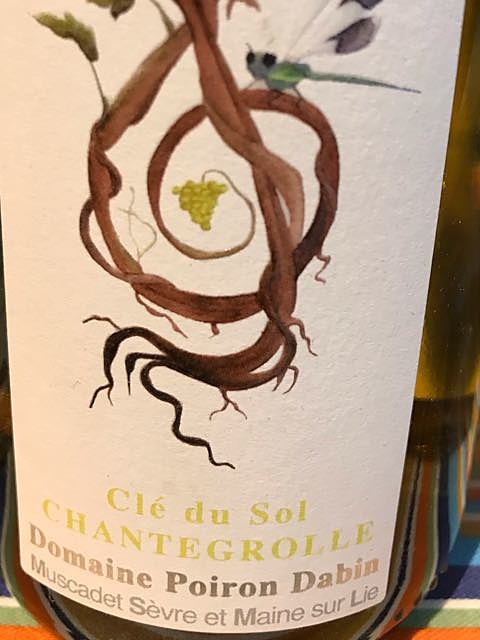 Clé du Sol
CHANTEGROLLE
Domaine Poiron Dabin
Muscadet Sèvre et Maine sur Lie